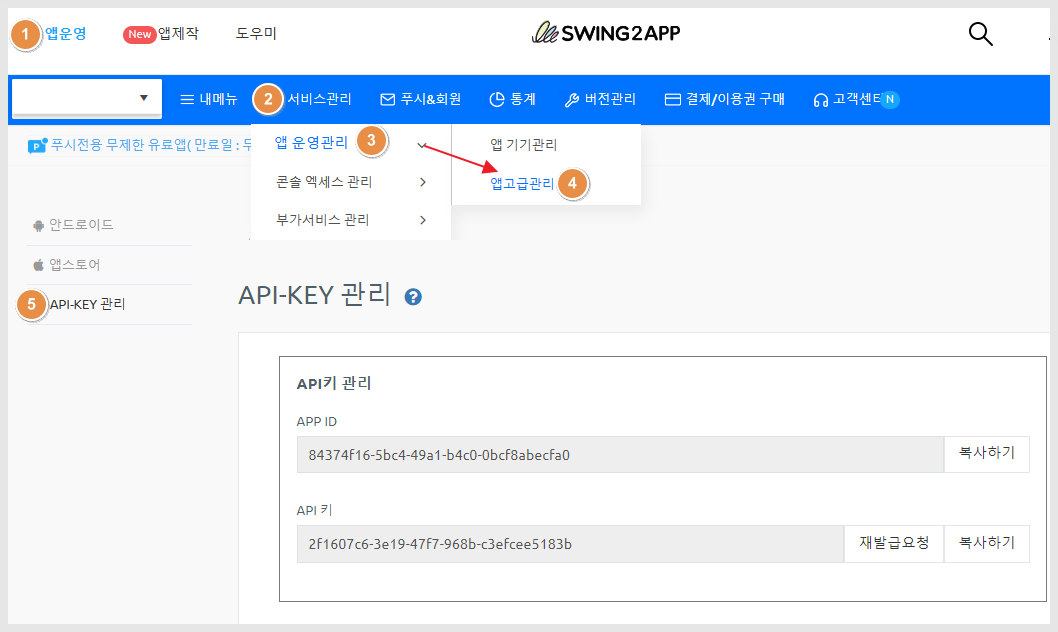 1 앱운영 New 앱제작 도우미 SWING2APP
내메뉴 2 서비스관리 푸시&회원 통계 버전관리 결제/이용권 구매 고객센터 N
P 푸시전용 무제한 유료앱( 만료일 : 무
앱 운영관리 3
콘솔 엑세스 관리
부가서비스 관리
앱 기기관리
앱고급관리 4
안드로이드
앱스토어
5 API-KEY 관리
API-KEY 관리 ?
API키 관리
APP ID
84374f16-5bc4-49a1-b4c0-0bcf8abecfa0 복사하기
API 키
2f1607c6-3e19-47f7-968b-c3efcee5183b 재발급요청 복사하기